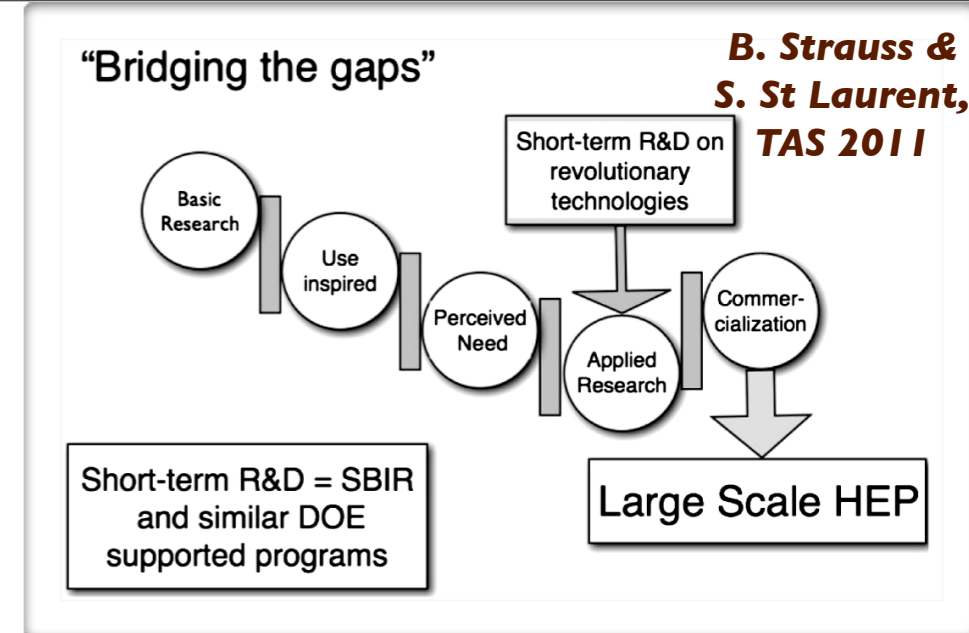 “Bridging the gaps”
B. Strauss &
S. St Laurent,
TAS 2011
Short-term R&D on
revolutionary
technologies
Basic
Research
Use
inspired
Perceived
Need
Applied
Research
Commer-
cialization
Short-term R&D = SBIR
and similar DOE
supported programs
Large Scale HEP